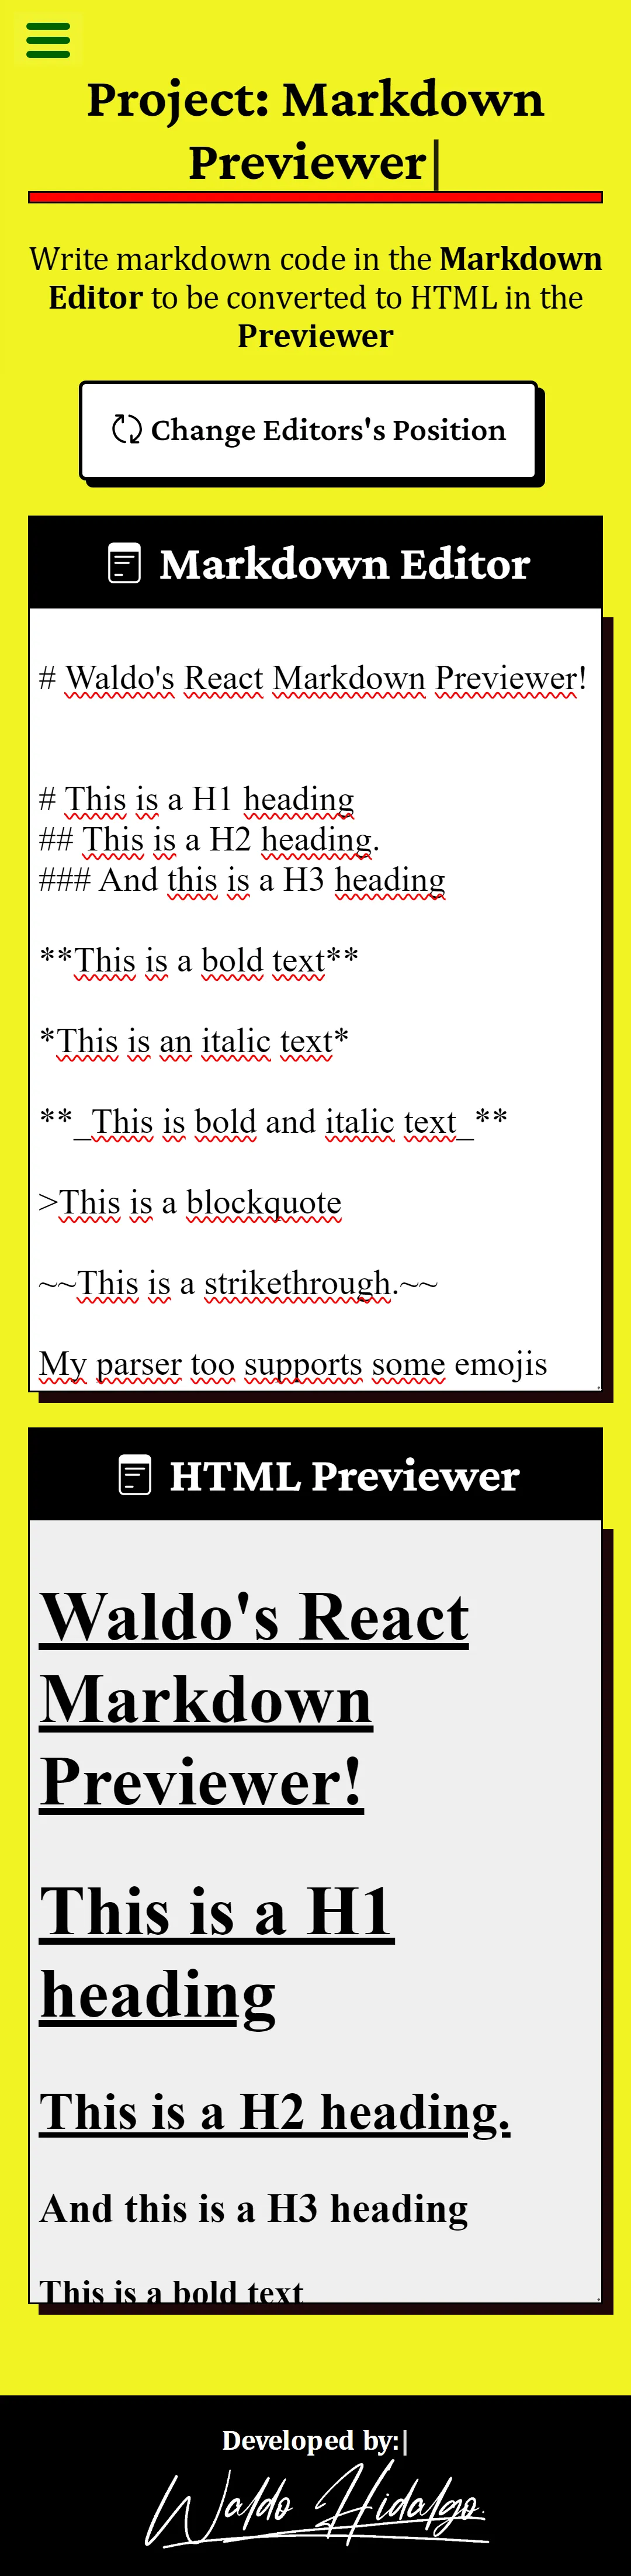 Project: Markdown
Previewer|
Write markdown code in the Markdown
Editor to be converted to HTML in the
Previewer
Change Editors's Position
Markdown Editor
# Waldo's React Markdown Previewer!
# This is a H1 heading
## This is a H2 heading.
### And this is a H3 heading
**This is a bold text**
*This is an italic text*
**_This is bold and italic text_**
>This is a blockquote
~~This is a strikethrough.~~
My parser too supports some emojis
HTML Previewer
Waldo's React
Markdown
Previewer!
This is a H1
heading
This is a H2 heading.
And this is a H3 heading
This is a bold text
Developed by:|
Waldo Hidalgo.